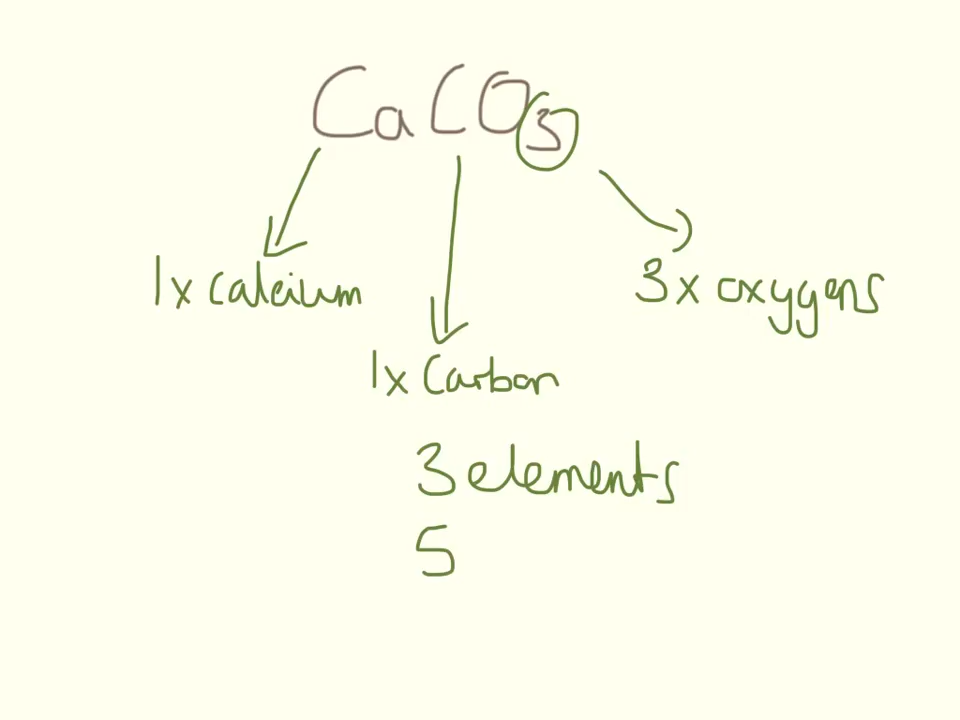 CaCO3
1x calcium
3x oxygens
1x Carbon
3 elements
5